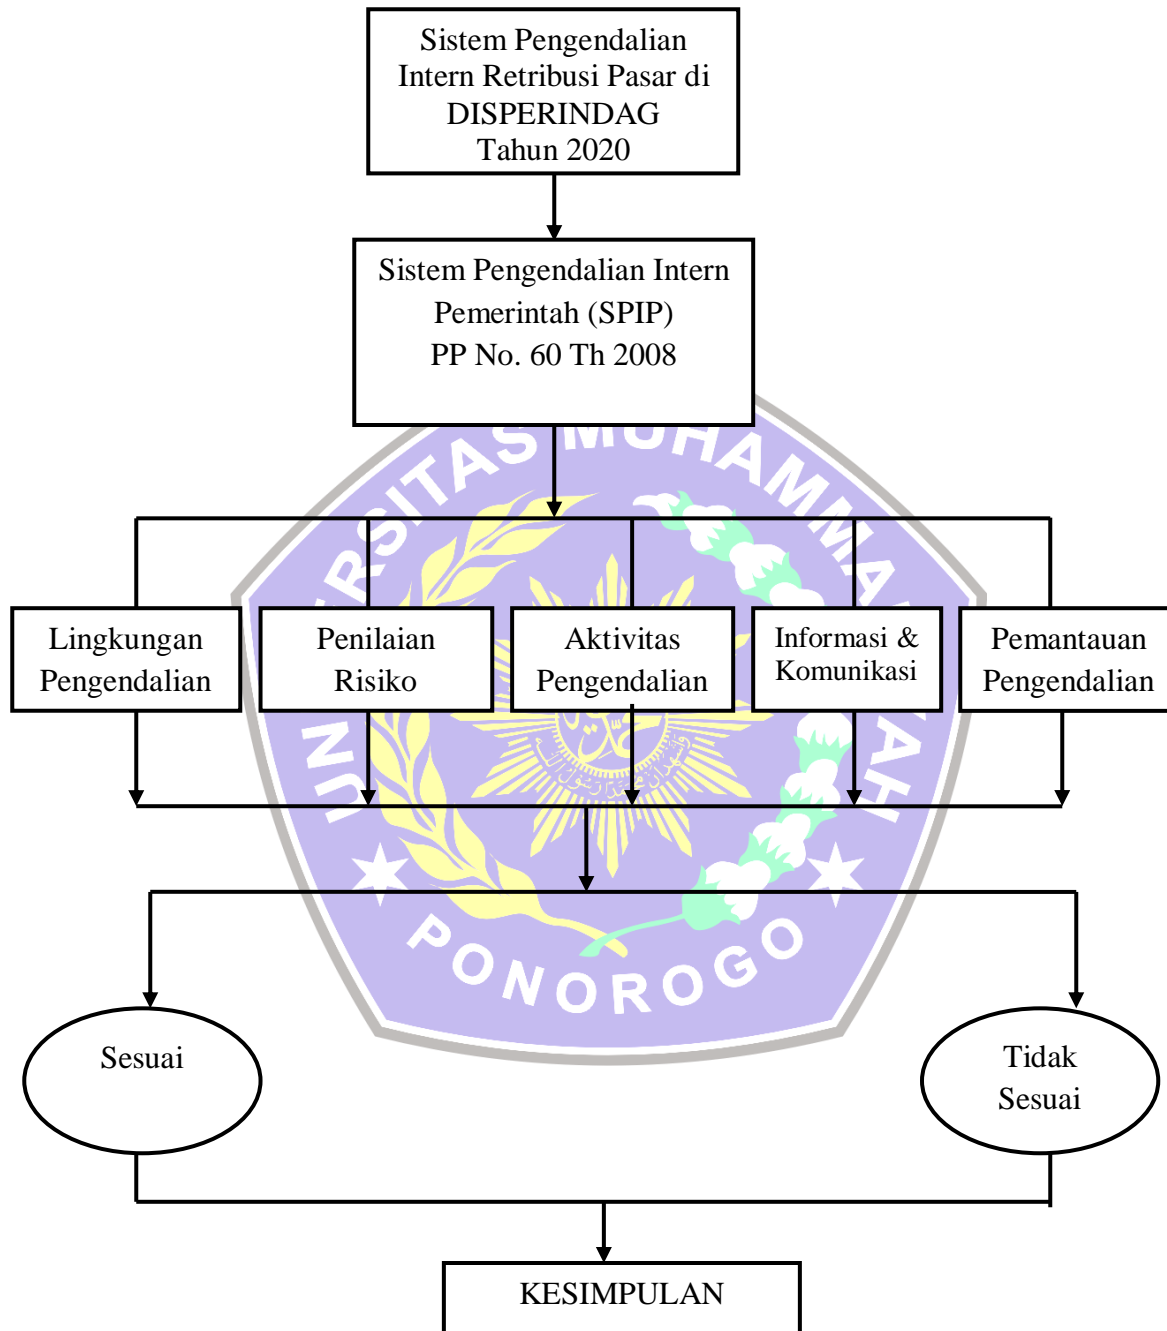 Sistem Pengendalian
Intern Retribusi Pasar di
DISPERINDAG
Tahun 2020
Sistem Pengendalian Intern
Pemerintah (SPIP)
PP No. 60 Th 2008
Lingkungan
Pengendalian
Penilaian
Risiko
Aktivitas
Pengendalian
Informasi &
Komunikasi
Pemantauan
Pengendalian
PONOROGO
Sesuai
Tidak
Sesuai
KESIMPULAN